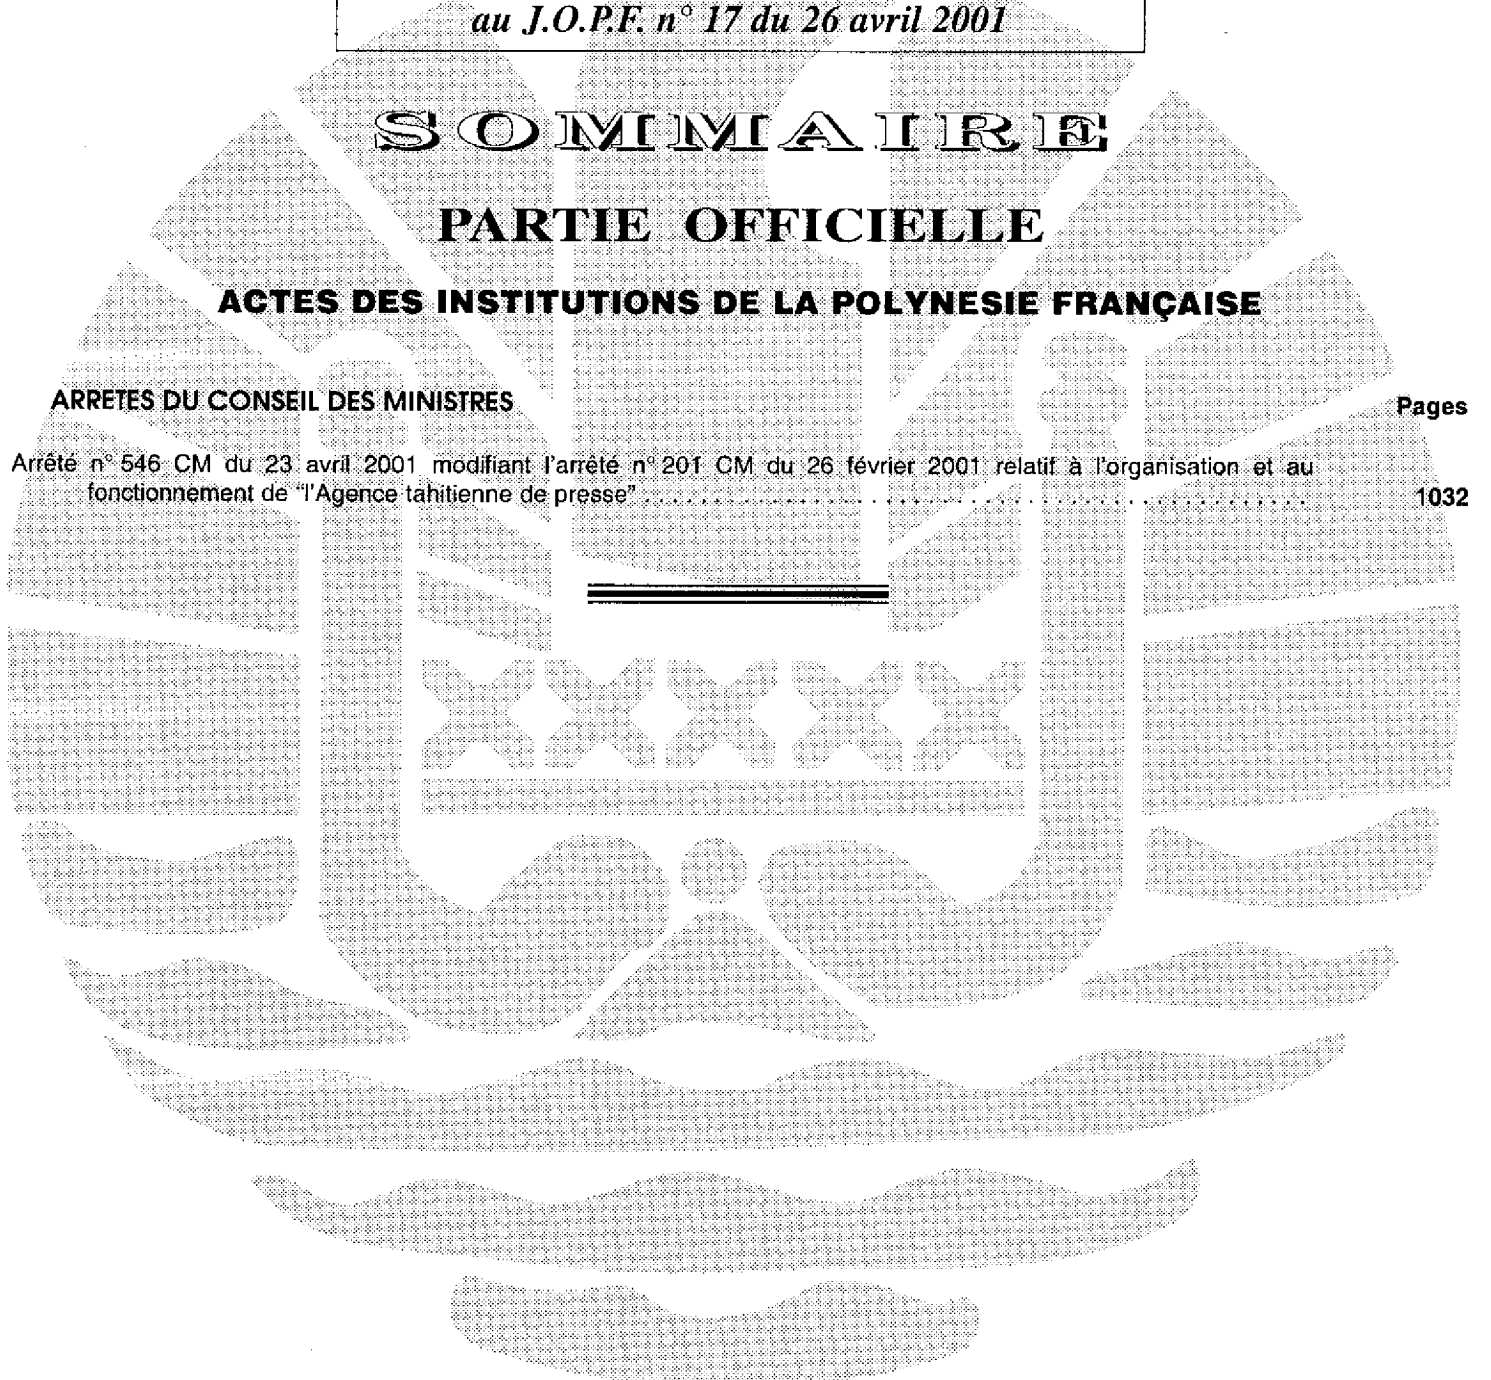 au J.O.P.F. n° 17 du 26 avril 2001
SOMMAIRE
PARTIE OFFICIELLE
ACTES DES INSTITUTIONS DE LA POLYNESIE FRANÇAISE
ARRETES DU CONSEIL DES MINISTRES
Pages
Arrêté n° 546 CM du 23 avril 2001 modifiant l'arrêté n° 201 CM du 26 février 2001 relatif à l'organisation et au
fonctionnement de "l'Agence tahitienne de presse" . . . . . . . . . . . . . . . . . . . . . . . . . . . . . . . . . . . . . . . . 1032